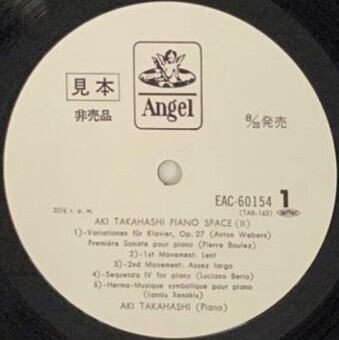 見本
非売品
Angel
8/20発売
EAC-60154 1
33⅓ r. p. m.
(TAB-163)
AKI TAKAHASHI PIANO SPACE (II)
1)-Variationen für Klavier, Op. 27 (Anton Webern)
Première Sonate pour piano (Pierre Boulez)
2)-1st Movement: Lent
3)-2nd Movement: Assez largo
4)-Sequenza IV for piano (Luciano Berio)
5)-Herma-Musique symbolique pour piano
(Iannis Xenakis)
AKI TAKAHASHI (Piano)